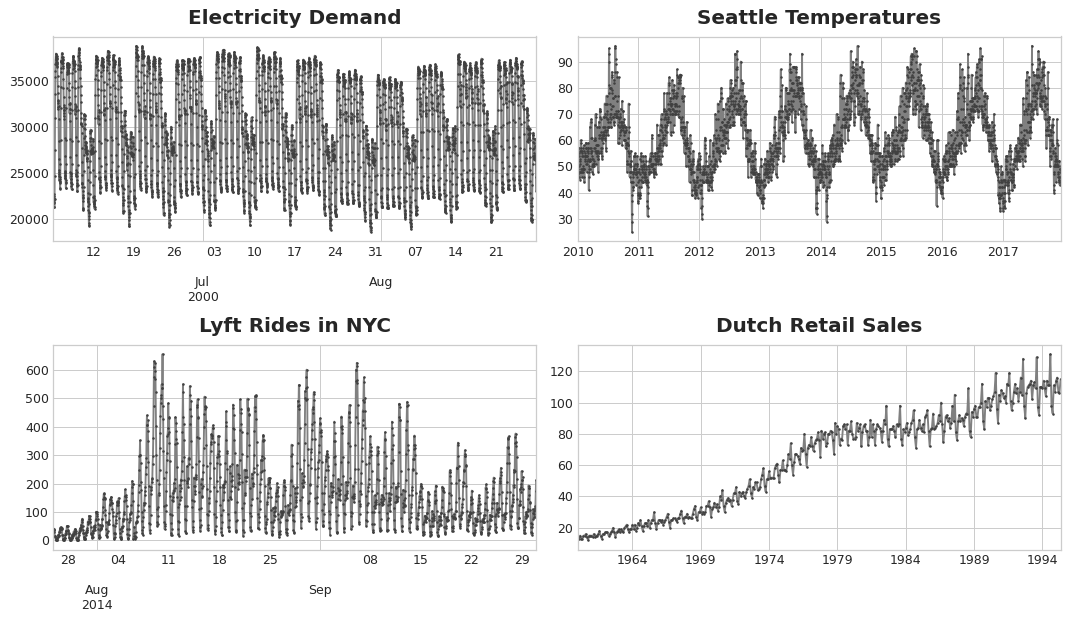 Electricity Demand
35000
30000
25000
20000
12 19 26 03 10 17 24 31 07 14 21
Jul Aug
2000
Seattle Temperatures
90
80
70
60
50
40
30
2010 2011 2012 2013 2014 2015 2016 2017
Lyft Rides in NYC
600
500
400
300
200
100
0
28 04 11 18 25 08 15 22 29
Aug Sep
2014
Dutch Retail Sales
120
100
80
60
40
20
1964 1969 1974 1979 1984 1989 1994